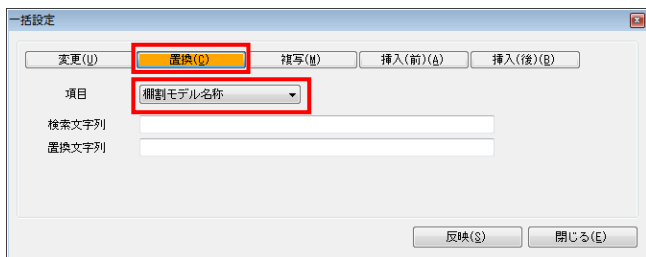 一括設定
変更(U) 置換(C) 複写(M) 挿入(前)(A) 挿入(後)(B)
項目 棚割モデル名称
検索文字列
置換文字列
反映(S) 閉じる(E)